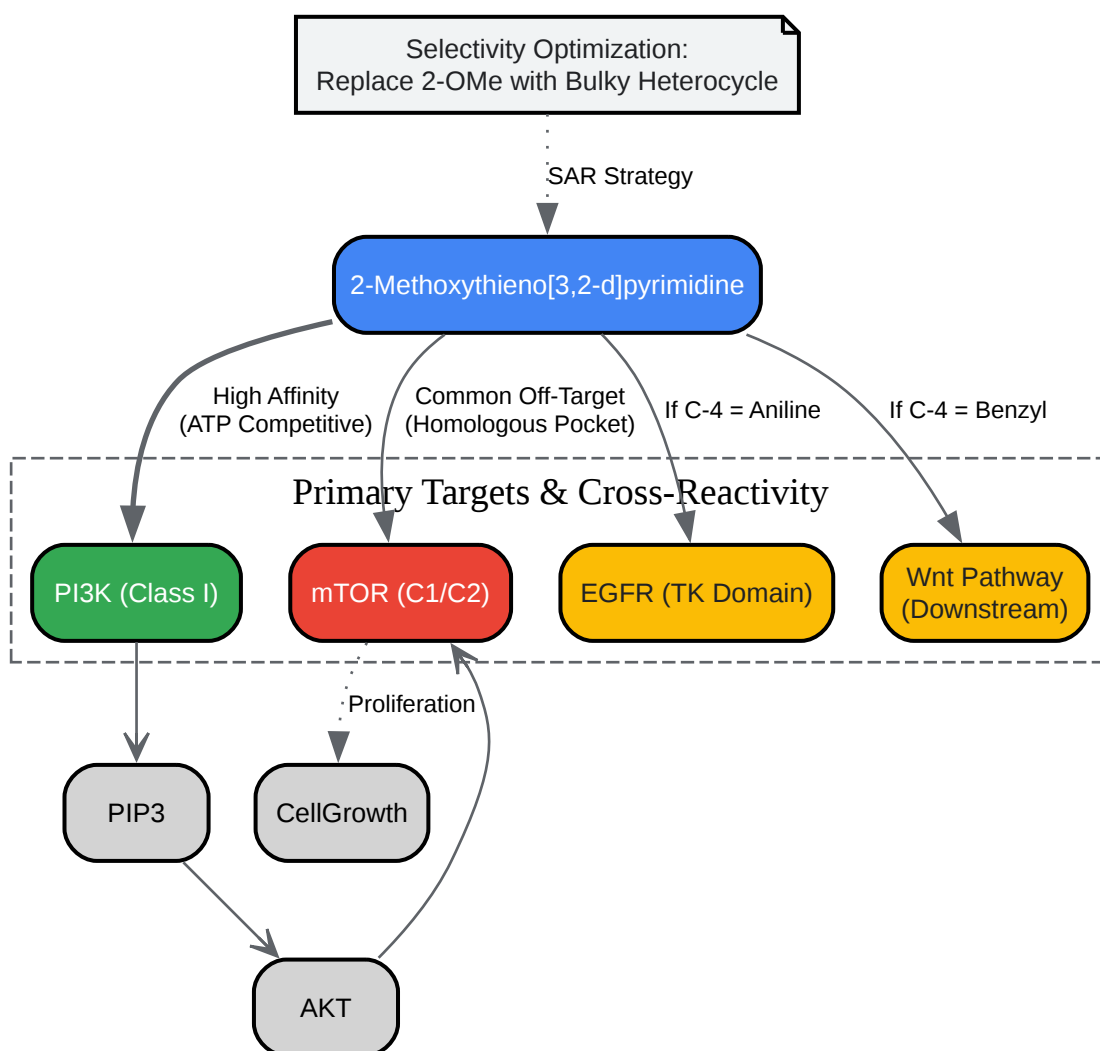 Selectivity Optimization:
Replace 2-OMe with Bulky Heterocycle
SAR Strategy
2-Methoxythieno[3,2-d]pyrimidine
High Affinity
(ATP Competitive)
Common Off-Target
(Homologous Pocket)
If C-4 = Aniline
If C-4 = Benzyl
Primary Targets & Cross-Reactivity
PI3K (Class I)
mTOR (C1/C2)
EGFR (TK Domain)
Wnt Pathway
(Downstream)
Proliferation
PIP3
CellGrowth
AKT